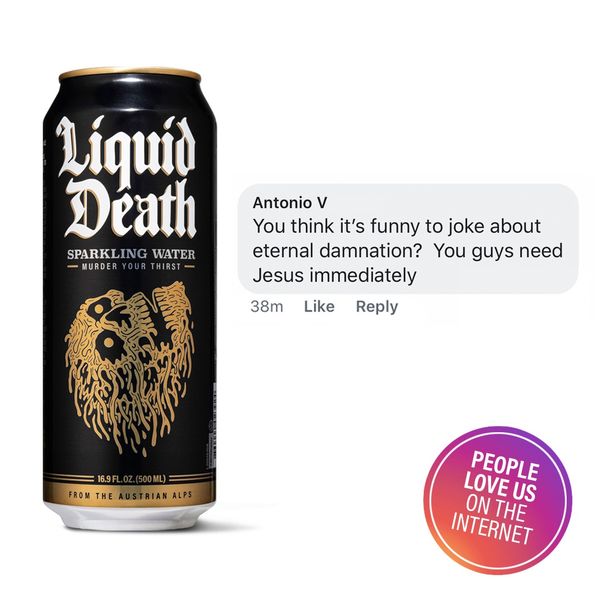 Liquid
Death
SPARKLING WATER
MURDER YOUR THIRST
16.9 FL. OZ. (500 ML)
FROM THE AUSTRIAN ALPS
Antonio V
You think it’s funny to joke about
eternal damnation?  You guys need
Jesus immediately
38m Like Reply
PEOPLE
LOVE US
ON THE
INTERNET